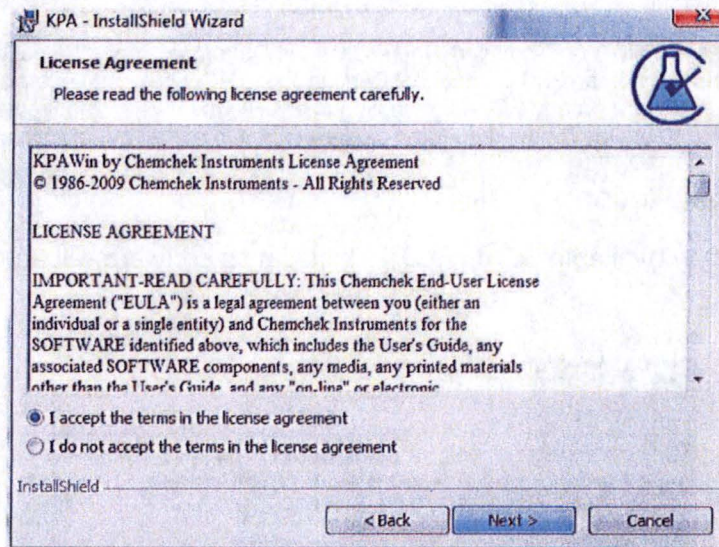 KPA - InstallShield Wizard
License Agreement
Please read the following license agreement carefully.
KPAWin by Chemchek Instruments License Agreement
© 1986-2009 Chemchek Instruments - All Rights Reserved
LICENSE AGREEMENT
IMPORTANT-READ CAREFULLY: This Chemchek End-User License
Agreement ("EULA") is a legal agreement between you (either an
individual or a single entity) and Chemchek Instruments for the
SOFTWARE identified above, which includes the User's Guide, any
associated SOFTWARE components, any media, any printed materials
other than the User's Guide, and any "on-line" or electronic
I accept the terms in the license agreement
I do not accept the terms in the license agreement
InstallShield
< Back
Next >
Cancel